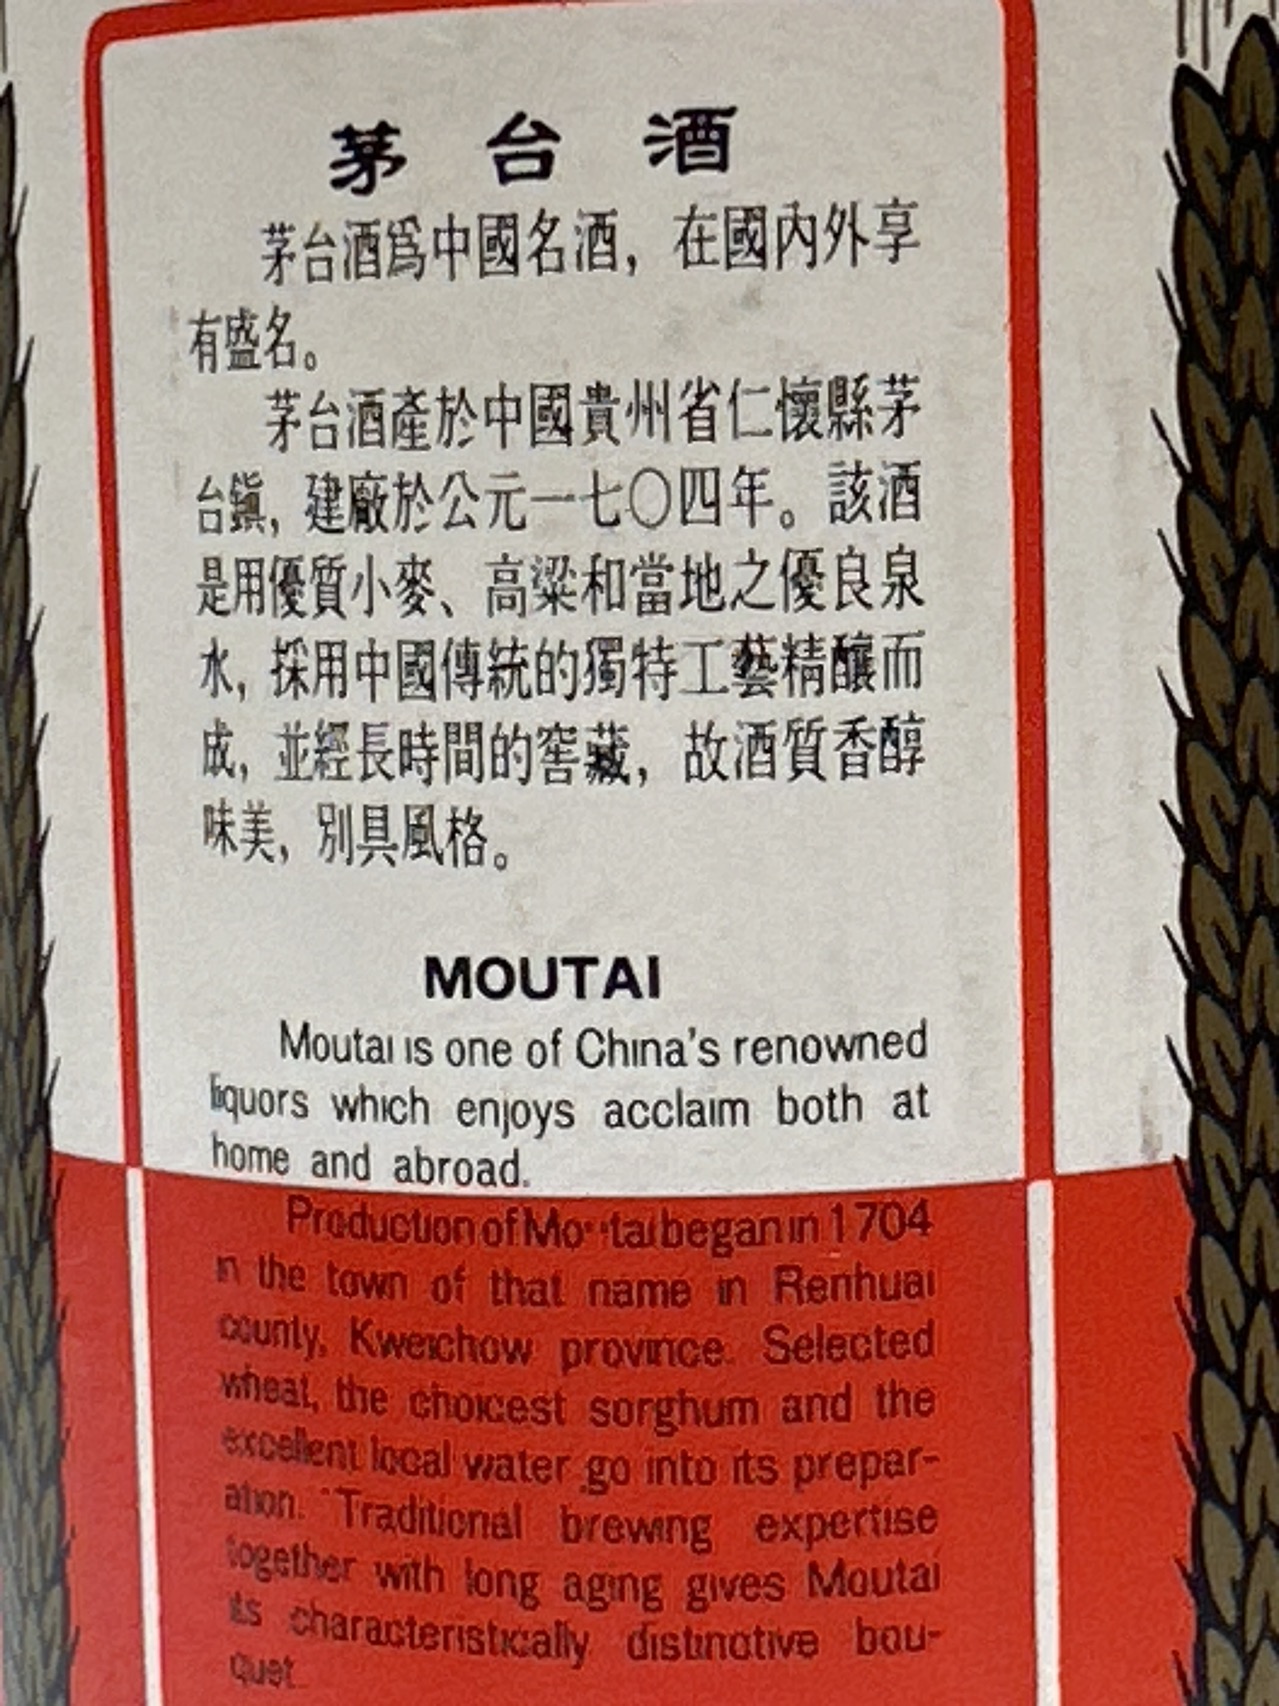 茅台酒
茅台酒爲中國名酒，在國內外享
有盛名。
茅台酒產於中國貴州省仁懷縣茅
台鎮，建廠於公元一七〇四年。該酒
是用優質小麥、高粱和當地之優良泉
水，採用中國傳統的獨特工藝精釀而
成，並經長時間的窖藏，故酒質香醇
味美，別具風格。
MOUTAI
Moutai is one of China's renowned
liquors which enjoys acclaim both at
home and abroad.
Production of Moutai began in 1704
in the town of that name in Renhuai
county, Kweichow province. Selected
wheat, the choicest sorghum and the
excellent local water go into its prepar-
ation. Traditional brewing expertise
together with long aging gives Moutai
its characteristically distinctive bou-
quet.